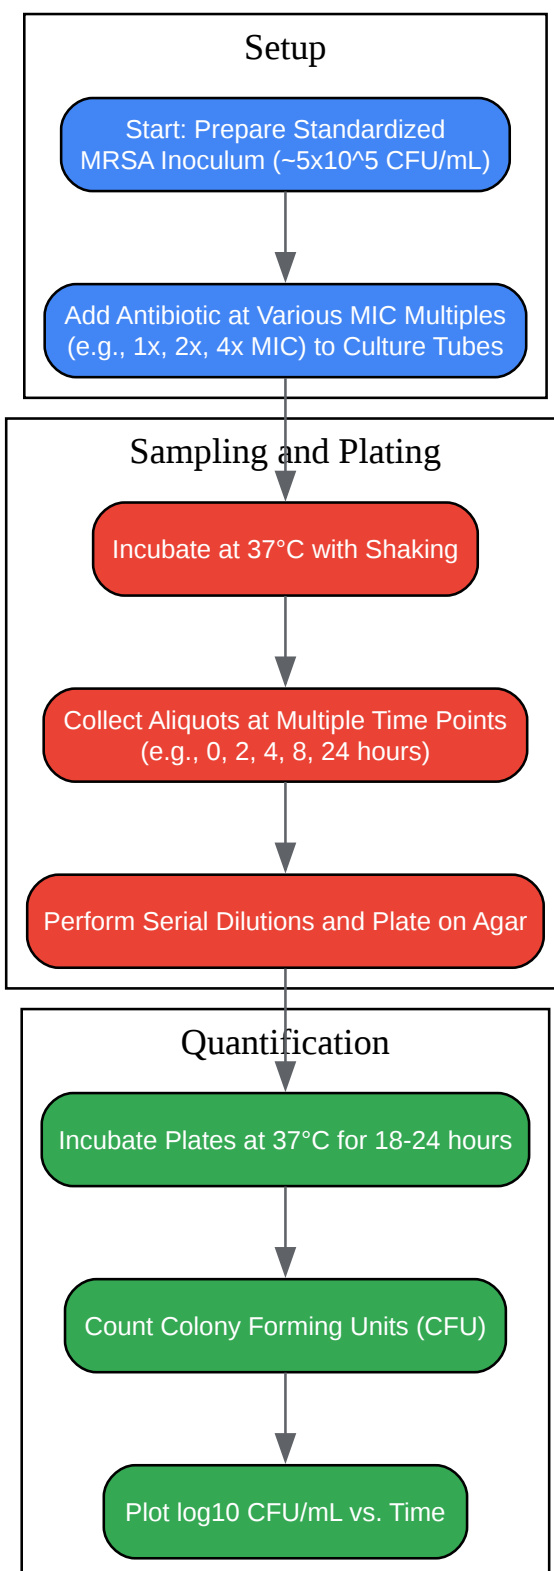 Setup
Start: Prepare Standardized
MRSA Inoculum (~5x10^5 CFU/mL)
Add Antibiotic at Various MIC Multiples
(e.g., 1x, 2x, 4x MIC) to Culture Tubes
Sampling and Plating
Incubate at 37°C with Shaking
Collect Aliquots at Multiple Time Points
(e.g., 0, 2, 4, 8, 24 hours)
Perform Serial Dilutions and Plate on Agar
Quantification
Incubate Plates at 37°C for 18-24 hours
Count Colony Forming Units (CFU)
Plot log10 CFU/mL vs. Time